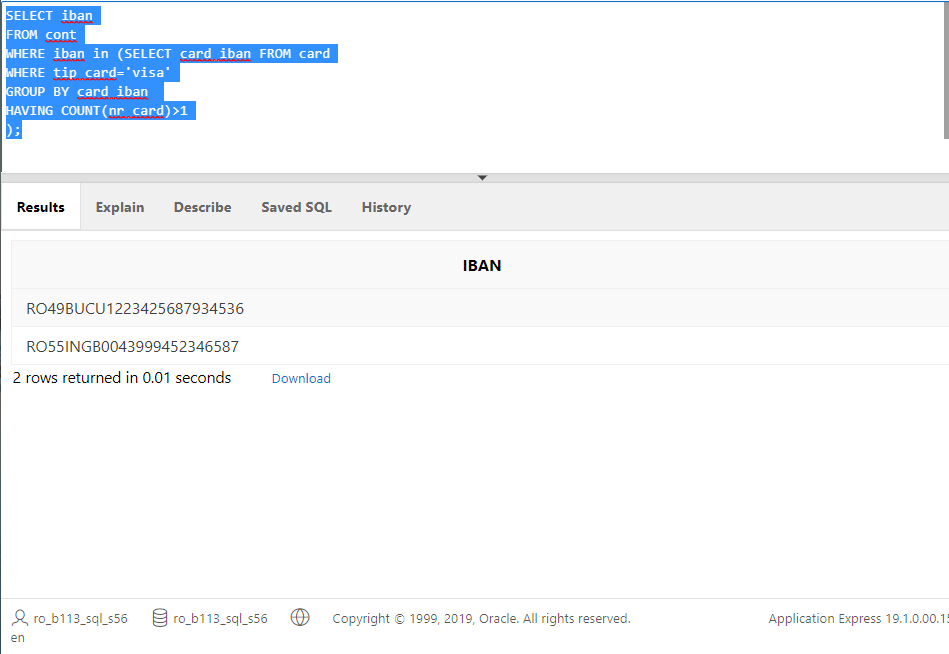 SELECT iban
FROM cont
WHERE iban in (SELECT card_iban FROM card
WHERE tip_card='visa'
GROUP BY card_iban
HAVING COUNT(nr_card)>1
);
Results Explain Describe Saved SQL History
IBAN
RO49BUCU1223425687934536
RO55INGB0043999452346587
2 rows returned in 0.01 seconds Download
ro_b113_sql_s56 ro_b113_sql_s56 Copyright © 1999, 2019, Oracle. All rights reserved. Application Express 19.1.0.00.15
en